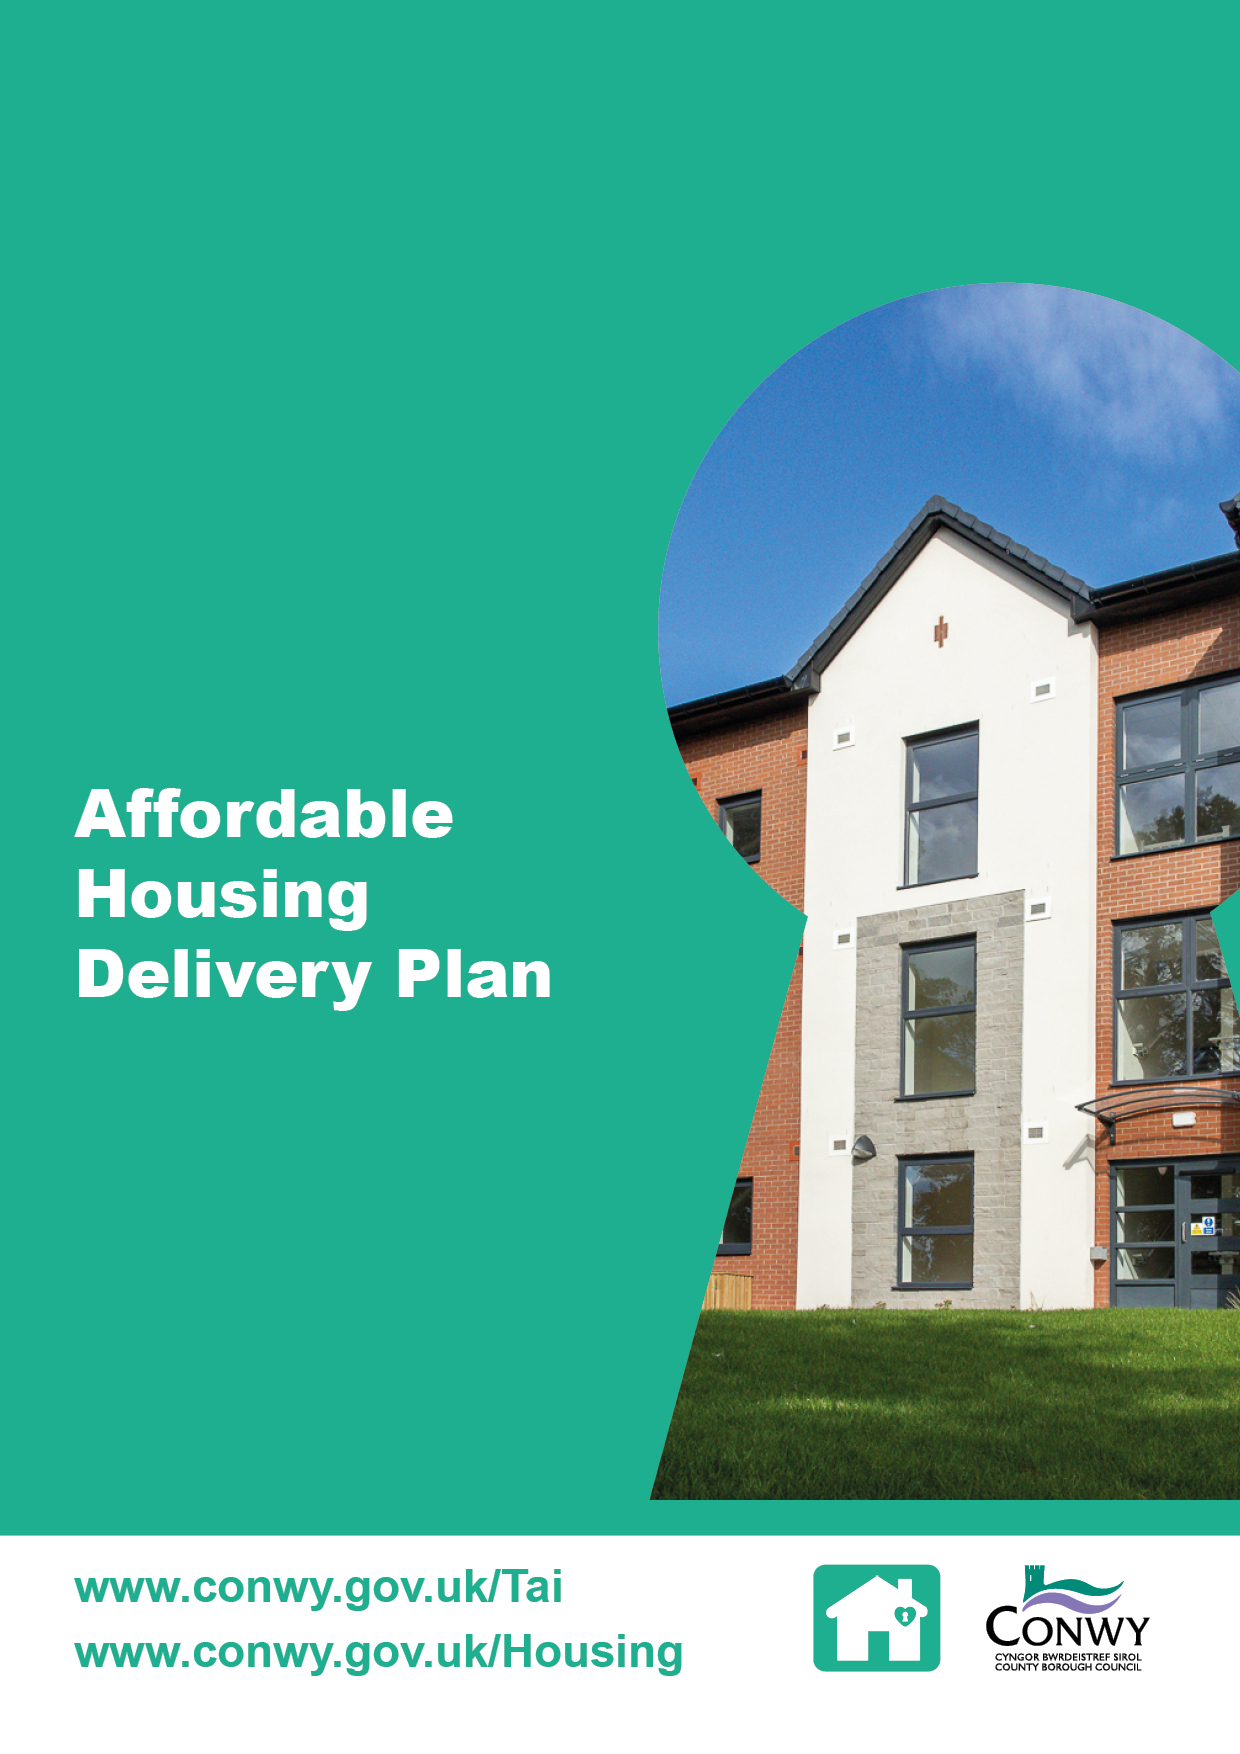 Affordable
Housing
Delivery Plan
www.conwy.gov.uk/Tai
www.conwy.gov.uk/Housing
CONWY
CYNGOR BWRDEISTREF SIROL
COUNTY BOROUGH COUNCIL